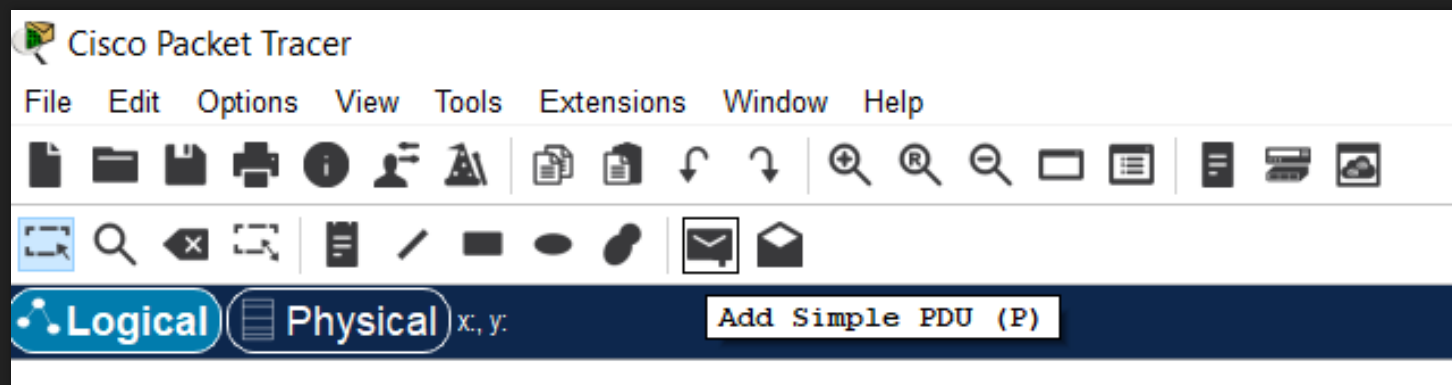 Cisco Packet Tracer
File Edit Options View Tools Extensions Window Help
R
Logical Physical x:, y:
Add Simple PDU (P)